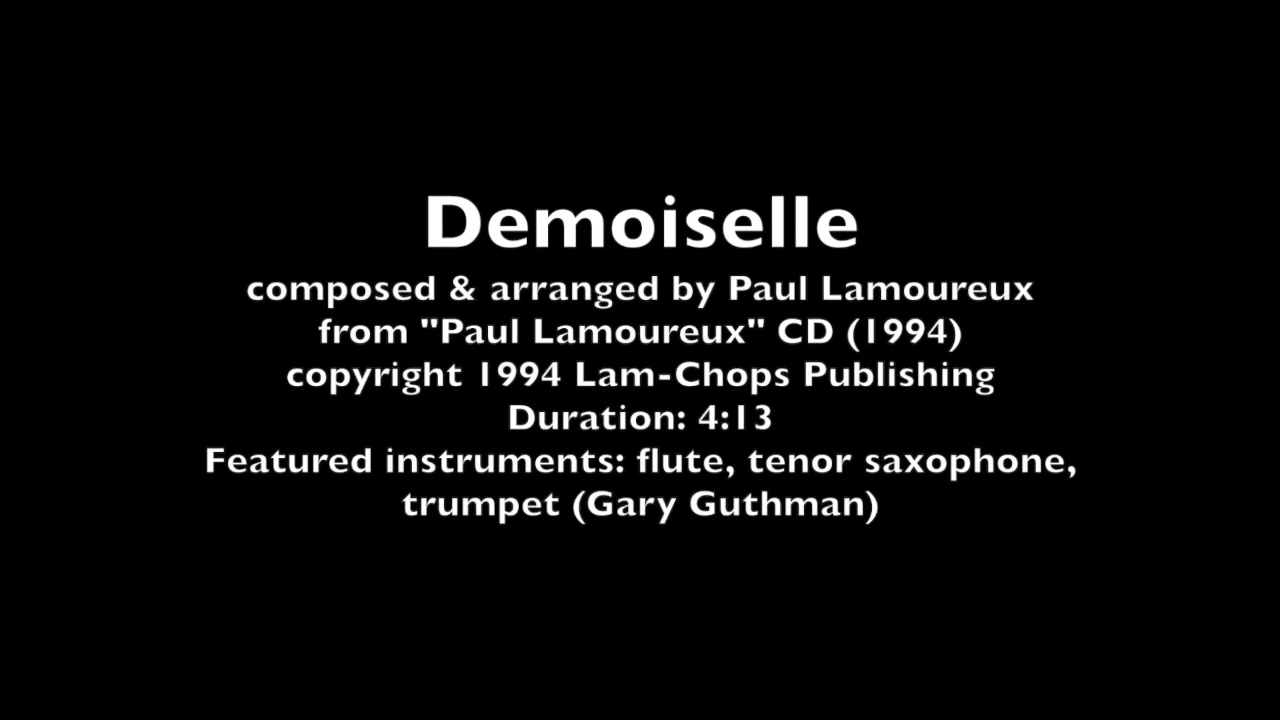 Demoiselle
composed & arranged by Paul Lamoureux
from "Paul Lamoureux" CD (1994)
copyright 1994 Lam-Chops Publishing
Duration: 4:13
Featured instruments: flute, tenor saxophone,
trumpet (Gary Guthman)